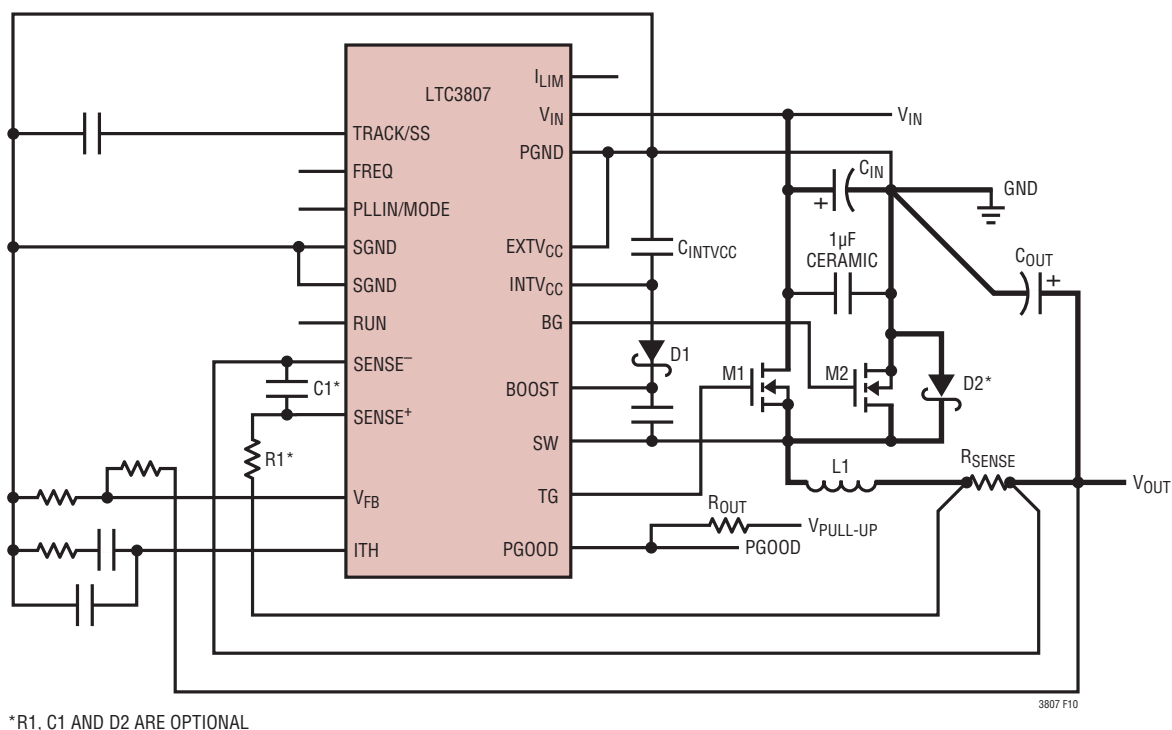 LTC3807
I_LIM
V_IN
V_IN
TRACK/SS
PGND
FREQ
C_IN
+
GND
PLLIN/MODE
1µF
CERAMIC
SGND
EXTV_CC
C_INTVCC
C_OUT
+
SGND
INTV_CC
RUN
BG
SENSE⁻
D1
M1
M2
D2*
C1*
BOOST
SENSE⁺
SW
R1*
L1
R_SENSE
V_FB
TG
V_OUT
R_OUT
V_PULL-UP
ITH
PGOOD
PGOOD
3807 F10
*R1, C1 AND D2 ARE OPTIONAL